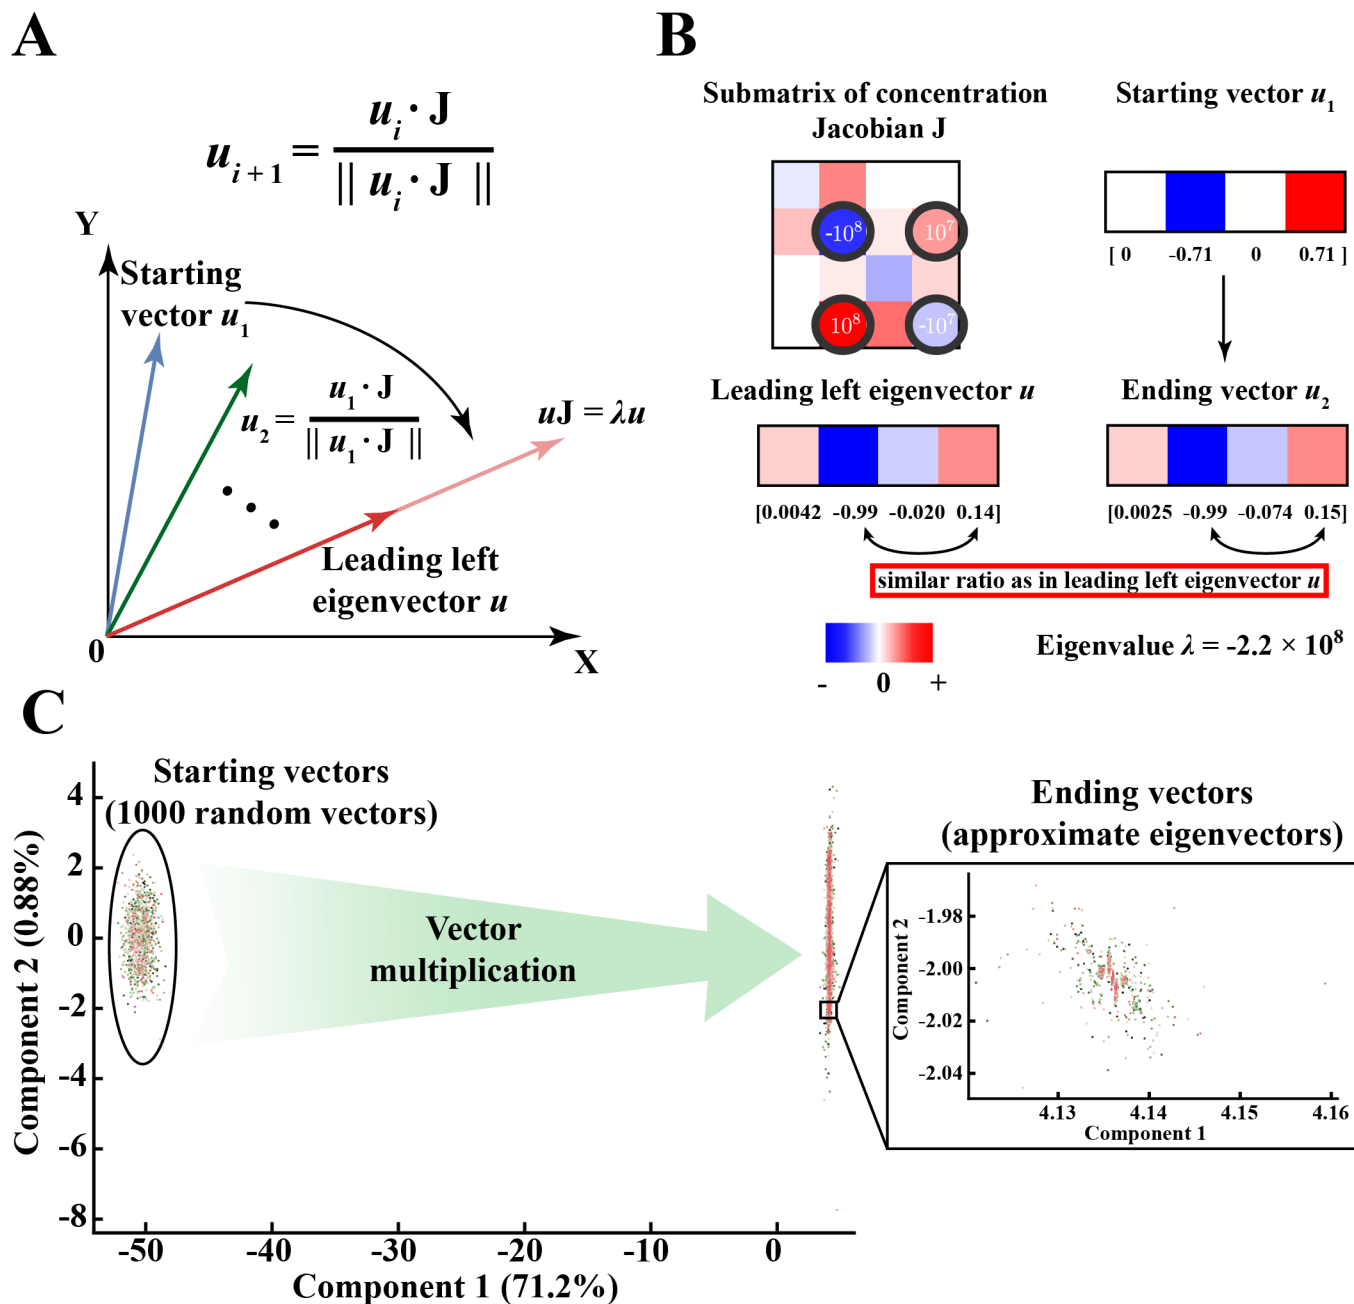 A
u_{i+1} = u_i · J / || u_i · J ||
Y
Starting
vector u_1
u_2 = u_1 · J / || u_1 · J ||
uJ = λu
Leading left
eigenvector u
0
X
B
Submatrix of concentration
Jacobian J
-10^8
10^7
10^8
-10^7
Starting vector u_1
[ 0 -0.71 0 0.71 ]
Leading left eigenvector u
[0.0042 -0.99 -0.020 0.14]
Ending vector u_2
[0.0025 -0.99 -0.074 0.15]
similar ratio as in leading left eigenvector u
- 0 +
Eigenvalue λ = -2.2 × 10^8
C
Starting vectors
(1000 random vectors)
Vector
multiplication
Ending vectors
(approximate eigenvectors)
Component 2 (0.88%)
4
2
0
-2
-4
-6
-8
-50 -40 -30 -20 -10 0
Component 1 (71.2%)
Component 2
-1.98
-2.00
-2.02
-2.04
4.13 4.14 4.15 4.16
Component 1